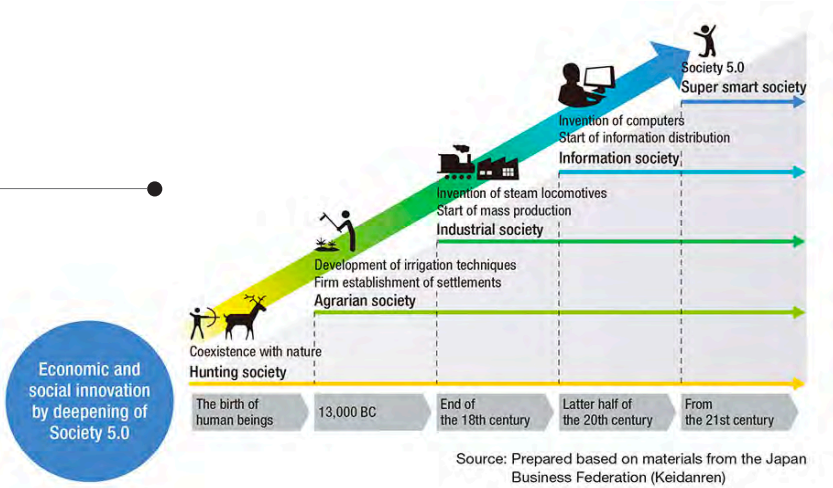 Society 5.0
Super smart society
Invention of computers
Start of information distribution
Information society
Invention of steam locomotives
Start of mass production
Industrial society
Development of irrigation techniques
Firm establishment of settlements
Agrarian society
Coexistence with nature
Hunting society
Economic and
social innovation
by deepening of
Society 5.0
The birth of
human beings
13,000 BC
End of
the 18th century
Latter half of
the 20th century
From
the 21st century
Source: Prepared based on materials from the Japan
Business Federation (Keidanren)